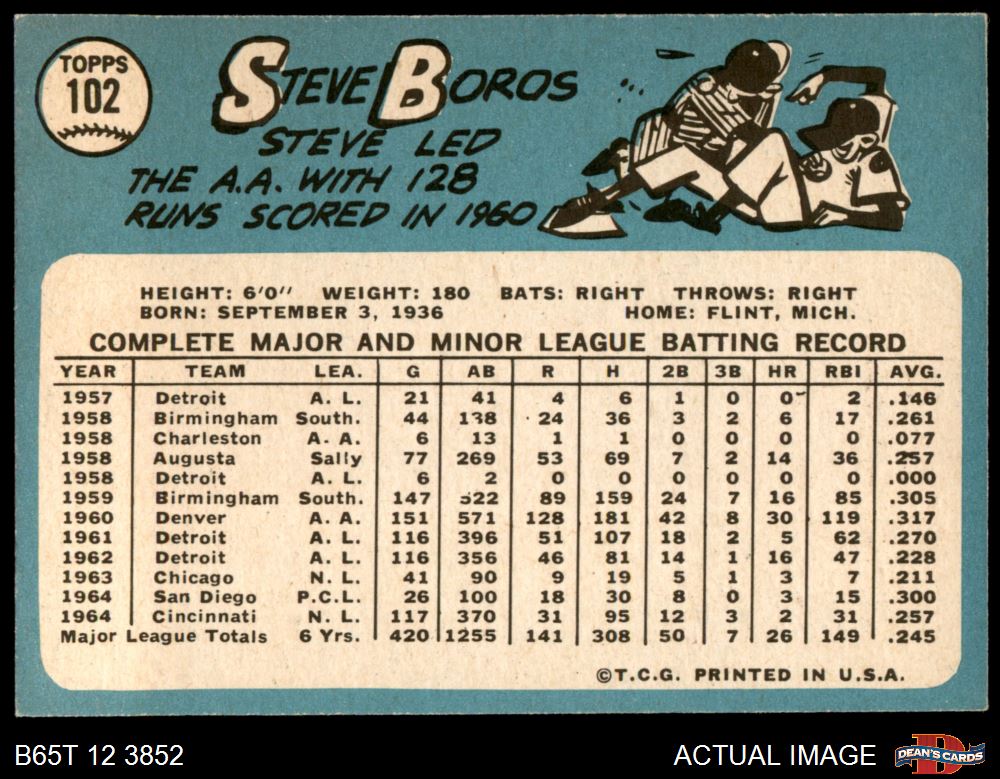 TOPPS
102
STEVE BOROS
STEVE LED
THE A.A. WITH 128
RUNS SCORED IN 1960
HEIGHT: 6'0" WEIGHT: 180 BATS: RIGHT THROWS: RIGHT
BORN: SEPTEMBER 3, 1936 HOME: FLINT, MICH.
COMPLETE MAJOR AND MINOR LEAGUE BATTING RECORD
YEAR TEAM LEA. G AB R H 2B 3B HR RBI AVG.
1957 Detroit A. L. 21 41 4 6 1 0 0 2 .146
1958 Birmingham South. 44 138 24 36 3 2 6 17 .261
1958 Charleston A. A. 6 13 1 1 0 0 0 0 .077
1958 Augusta Sally 77 269 53 69 7 2 14 36 .257
1958 Detroit A. L. 6 2 0 0 0 0 0 0 .000
1959 Birmingham South. 147 522 89 159 24 7 16 85 .305
1960 Denver A. A. 151 571 128 181 42 8 30 119 .317
1961 Detroit A. L. 116 396 51 107 18 2 5 62 .270
1962 Detroit A. L. 116 356 46 81 14 1 16 47 .228
1963 Chicago N. L. 41 90 9 19 5 1 3 7 .211
1964 San Diego P.C.L. 26 100 18 30 8 0 3 15 .300
1964 Cincinnati N. L. 117 370 31 95 12 3 2 31 .257
Major League Totals 6 Yrs. 420 1255 141 308 50 7 26 149 .245
©T.C.G. PRINTED IN U.S.A.
B65T 12 3852 ACTUAL IMAGE DEAN'S CARDS